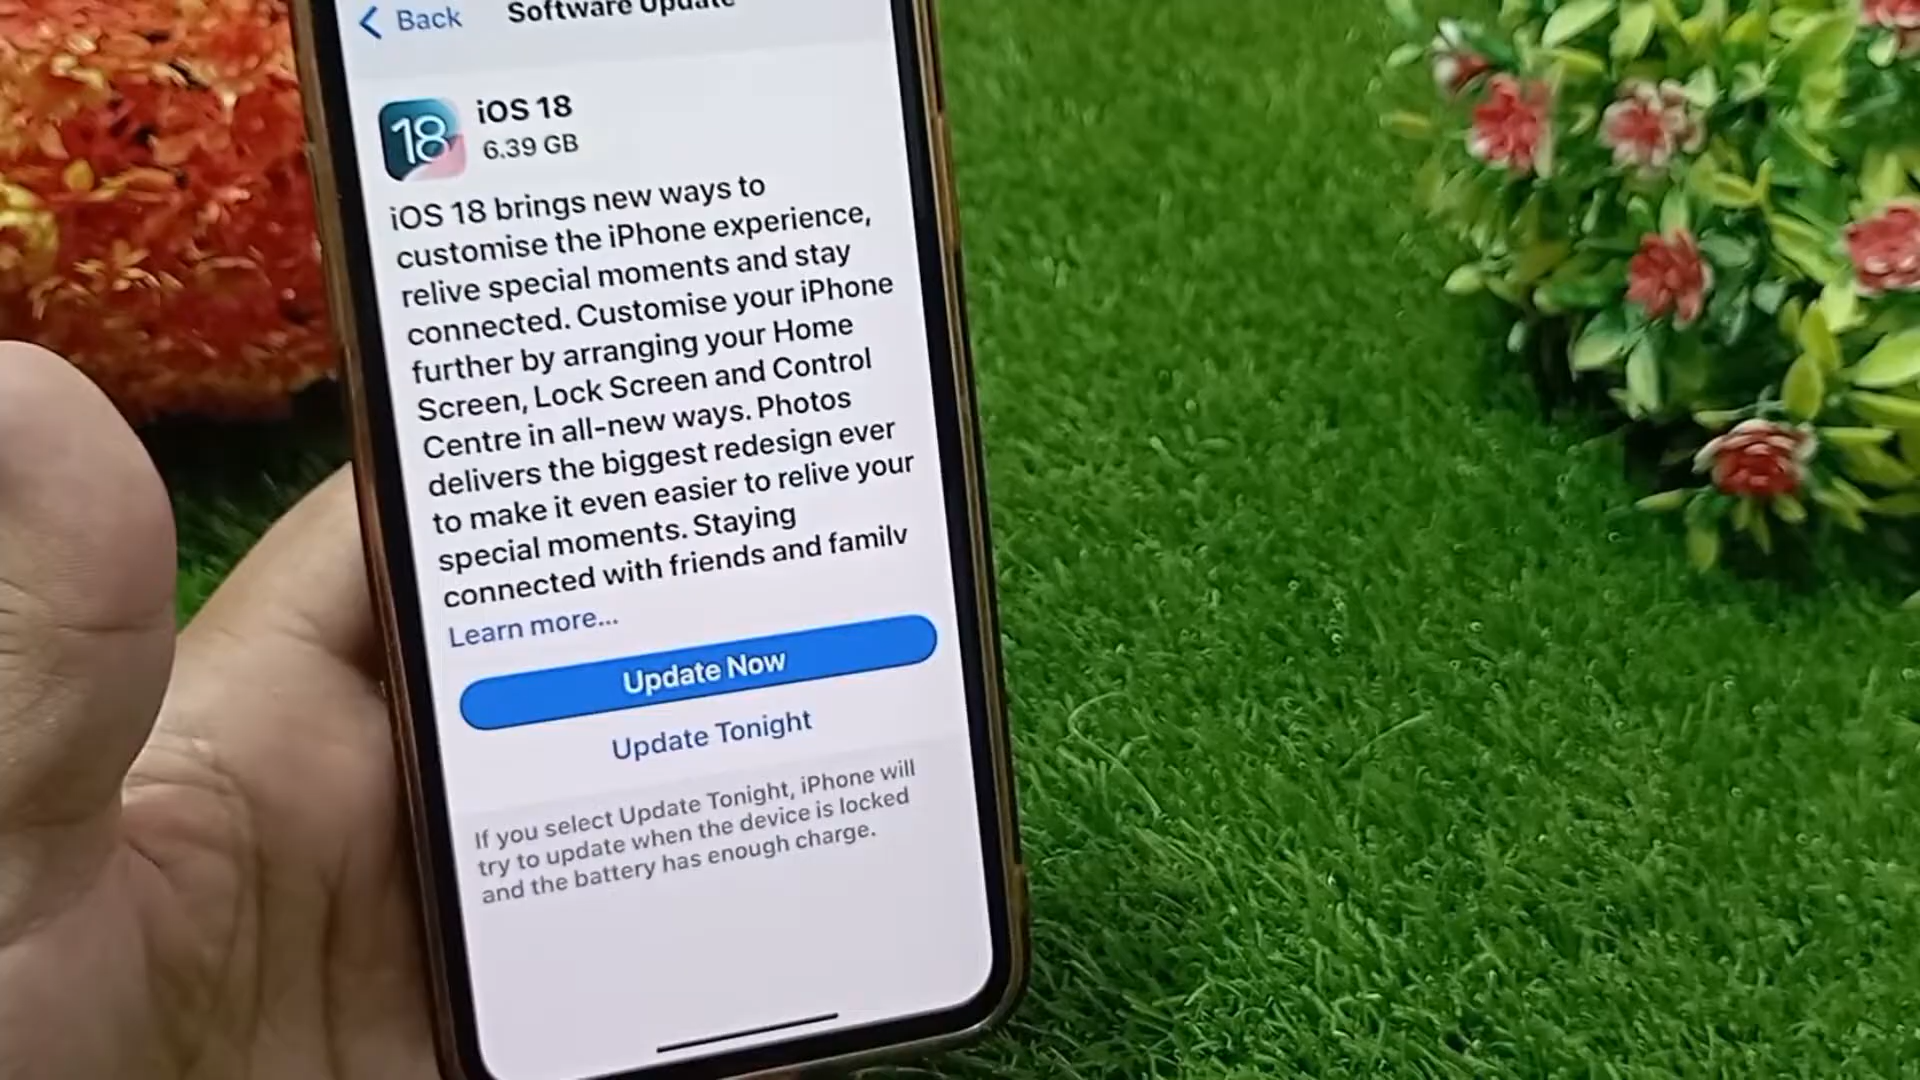 Back
Software Update
18
iOS 18
6.39 GB
iOS 18 brings new ways to
customise the iPhone experience,
relive special moments and stay
connected. Customise your iPhone
further by arranging your Home
Screen, Lock Screen and Control
Centre in all-new ways. Photos
delivers the biggest redesign ever
to make it even easier to relive your
special moments. Staying
connected with friends and family
Learn more...
Update Now
Update Tonight
If you select Update Tonight, iPhone will
try to update when the device is locked
and the battery has enough charge.